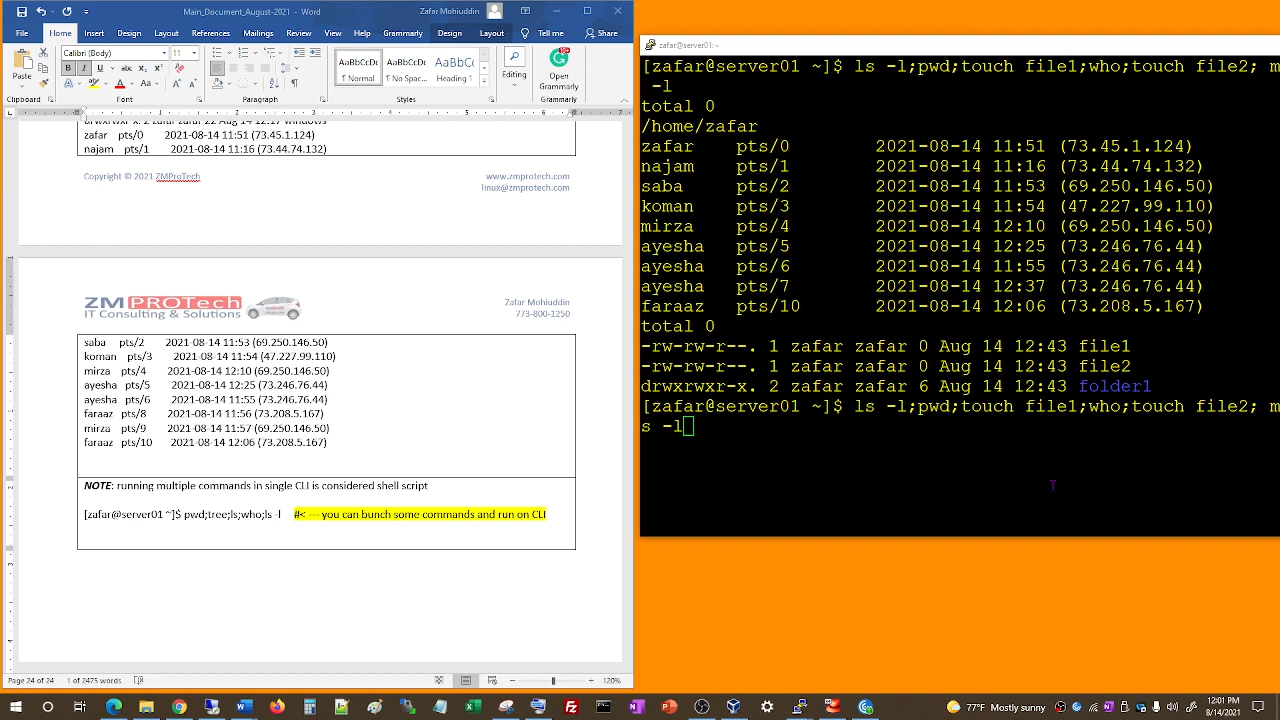 Main_Document_August-2021 - Word
Zafar Mohiuddin
File
Home
Insert
Draw
Design
Layout
References
Mailings
Review
View
Help
Design
Layout
Tell me
Share
Paste
Calibri (Body)
11
AaBbCcDc
AaBbCcDc
AaBbCc
¶ Normal
¶ No Spac...
Heading 1
Editing
Open
Grammarly
Clipboard
Font
Paragraph
Styles
Grammarly
drwxrwxr-x. 2 zafar zafar 22 Aug 14 12:17 windows
zafar pts/0 2021-08-14 11:51 (73.45.1.124)
najam pts/1 2021-08-14 11:16 (73.44.74.132)
Copyright © 2021 ZMProTech
www.zmprotech.com
linux@zmprotech.com
ZMPROTech
IT Consulting & Solutions
Zafar Mohiuddin
773-800-1250
saba pts/2 2021-08-14 11:53 (69.250.146.50)
koman pts/3 2021-08-14 11:54 (47.227.99.110)
mirza pts/4 2021-08-14 12:10 (69.250.146.50)
ayesha pts/5 2021-08-14 12:25 (73.246.76.44)
ayesha pts/6 2021-08-14 11:55 (73.246.76.44)
faraaz pts/8 2021-08-14 11:56 (73.208.5.167)
mirza pts/9 2021-08-14 11:57 (69.250.146.50)
faraaz pts/10 2021-08-14 12:06 (73.208.5.167)
NOTE: running multiple commands in single CLI is considered shell script
[zafar@server01 ~]$ pwd;tree;ls;who;ls -l #< --- you can bunch some commands and run on CLI
Page 24 of 24
1 of 2475 words
120%
zafar@server01:~
[zafar@server01 ~]$ ls -l;pwd;touch file1;who;touch file2; m
-l
total 0
/home/zafar
zafar pts/0 2021-08-14 11:51 (73.45.1.124)
najam pts/1 2021-08-14 11:16 (73.44.74.132)
saba pts/2 2021-08-14 11:53 (69.250.146.50)
koman pts/3 2021-08-14 11:54 (47.227.99.110)
mirza pts/4 2021-08-14 12:10 (69.250.146.50)
ayesha pts/5 2021-08-14 12:25 (73.246.76.44)
ayesha pts/6 2021-08-14 11:55 (73.246.76.44)
ayesha pts/7 2021-08-14 12:37 (73.246.76.44)
faraaz pts/10 2021-08-14 12:06 (73.208.5.167)
total 0
-rw-rw-r--. 1 zafar zafar 0 Aug 14 12:43 file1
-rw-rw-r--. 1 zafar zafar 0 Aug 14 12:43 file2
drwxrwxr-x. 2 zafar zafar 6 Aug 14 12:43 folder1
[zafar@server01 ~]$ ls -l;pwd;touch file1;who;touch file2; m
s -l
77°F Mostly sunny
12:01 PM
8/14/2021